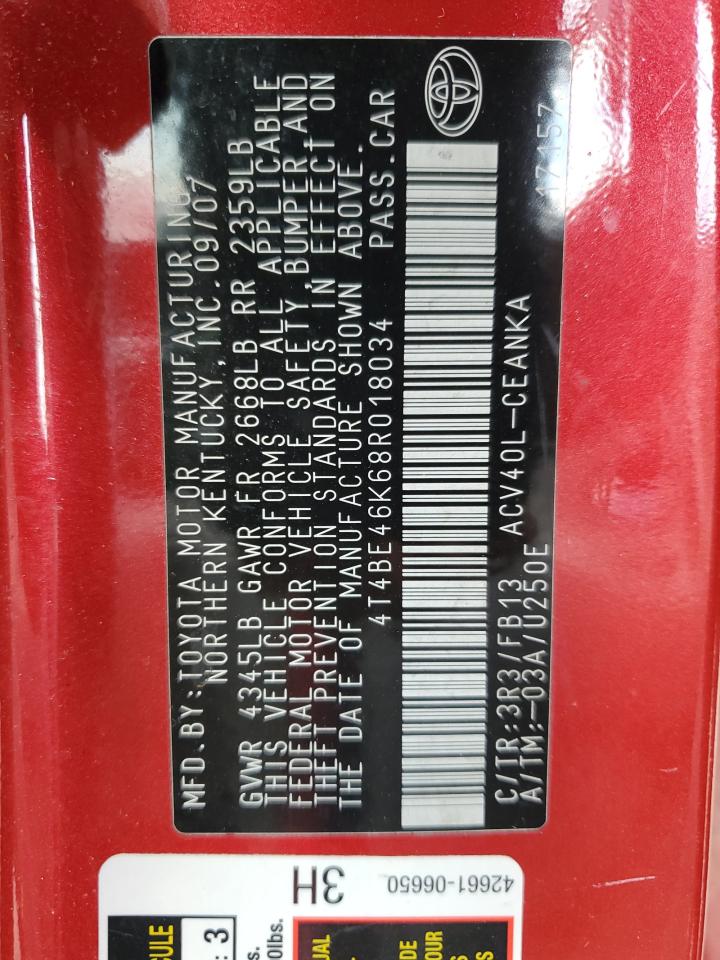 MFD.BY:TOYOTA MOTOR MANUFACTURING
NORTHERN KENTUCKY,INC.09/07
GVWR 4345LB GAWR FR 2668LB RR 2359LB
THIS VEHICLE CONFORMS TO ALL APPLICABLE
FEDERAL MOTOR VEHICLE SAFETY,BUMPER,AND
THEFT PREVENTION STANDARDS IN EFFECT ON
THE DATE OF MANUFACTURE SHOWN ABOVE.
4T4BE46K68R018034 PASS.CAR
C/TR:3R3/FB13 ACV40L-CEANKA
A/TM:-03A/U250E 17157
3H
42661-06650
: 3